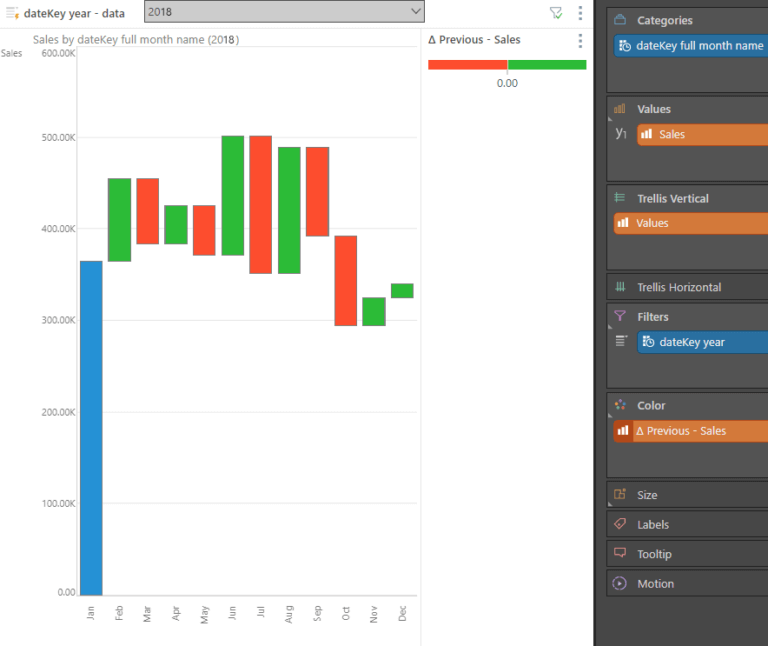 dateKey year - data
2018
Sales by dateKey full month name (2018)
Sales
600.00K
500.00K
400.00K
300.00K
200.00K
100.00K
0.00
Jan
Feb
Mar
Apr
May
Jun
Jul
Aug
Sep
Oct
Nov
Dec
Δ Previous - Sales
0.00
Categories
dateKey full month name
Values
y1
Sales
Trellis Vertical
Values
Trellis Horizontal
Filters
dateKey year
Color
Δ Previous - Sales
Size
Labels
Tooltip
Motion